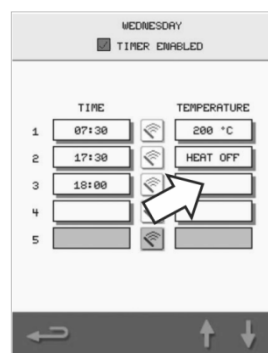 WEDNESDAY
TIMER ENABLED
TIME TEMPERATURE
1 07:30 200 °C
2 17:30 HEAT OFF
3 18:00
4
5